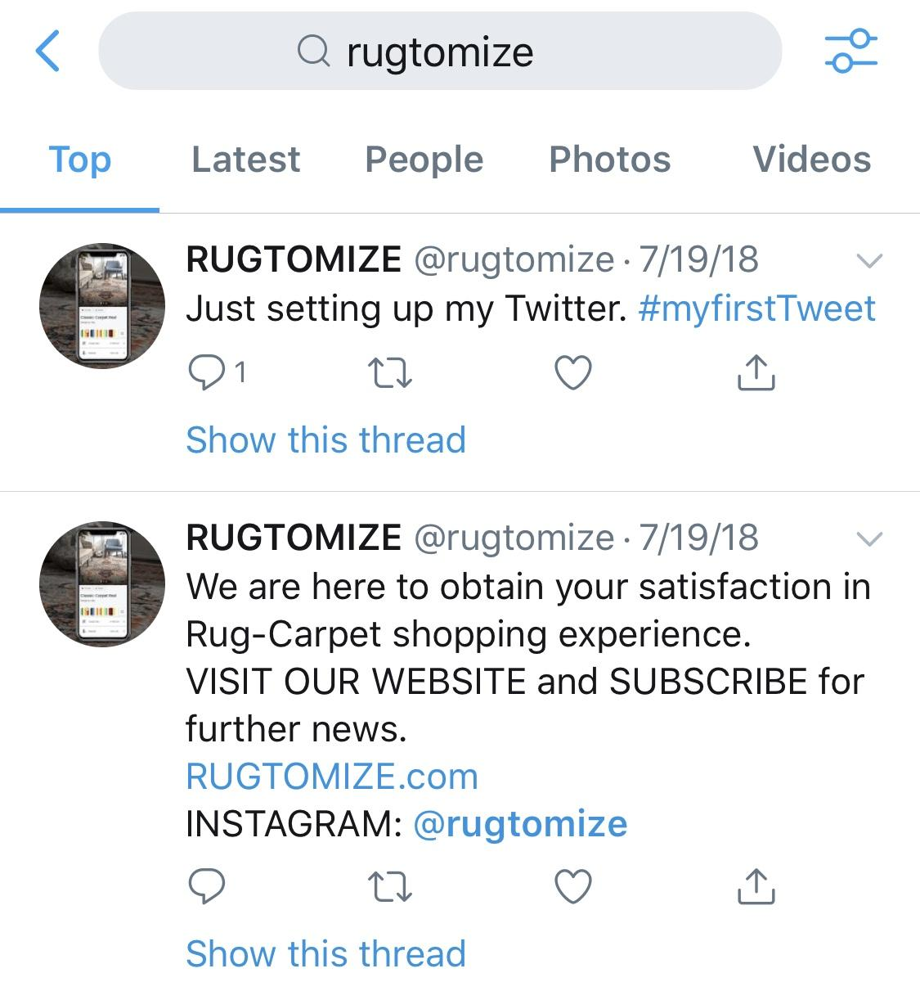 rugtomize
Top Latest People Photos Videos
RUGTOMIZE @rugtomize · 7/19/18
Just setting up my Twitter. #myfirstTweet
1
Show this thread
RUGTOMIZE @rugtomize · 7/19/18
We are here to obtain your satisfaction in
Rug-Carpet shopping experience.
VISIT OUR WEBSITE and SUBSCRIBE for
further news.
RUGTOMIZE.com
INSTAGRAM: @rugtomize
Show this thread